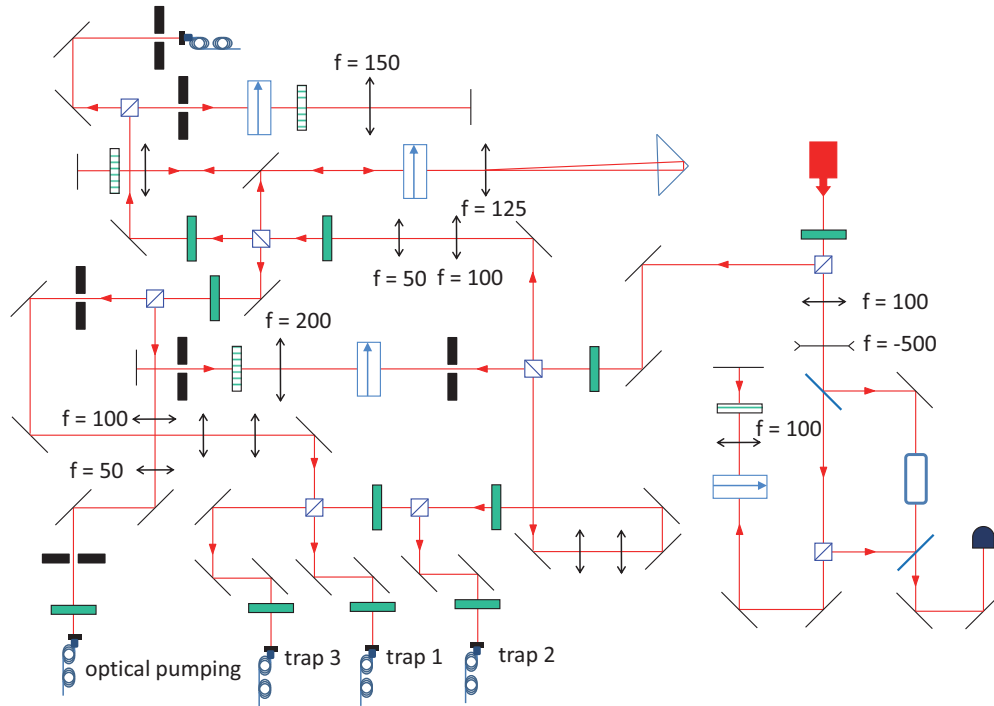 f = 150
f = 125
f = 50
f = 100
f = 100
f = -500
f = 200
f = 100
f = 100
f = 50
optical pumping
trap 3
trap 1
trap 2